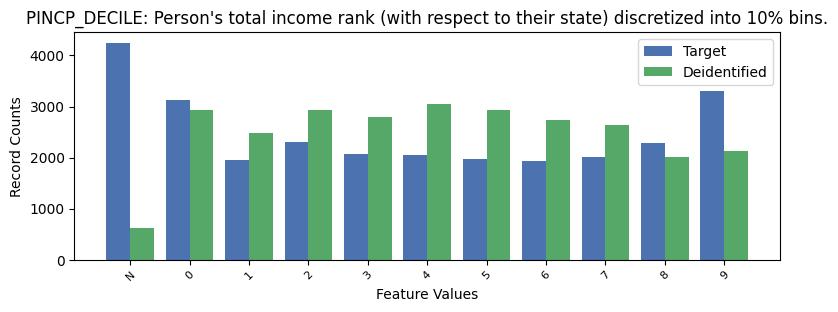 PINCP_DECILE: Person's total income rank (with respect to their state) discretized into 10% bins.
Target
Deidentified
4000
3000
2000
1000
0
Record Counts
N 0 1 2 3 4 5 6 7 8 9
Feature Values